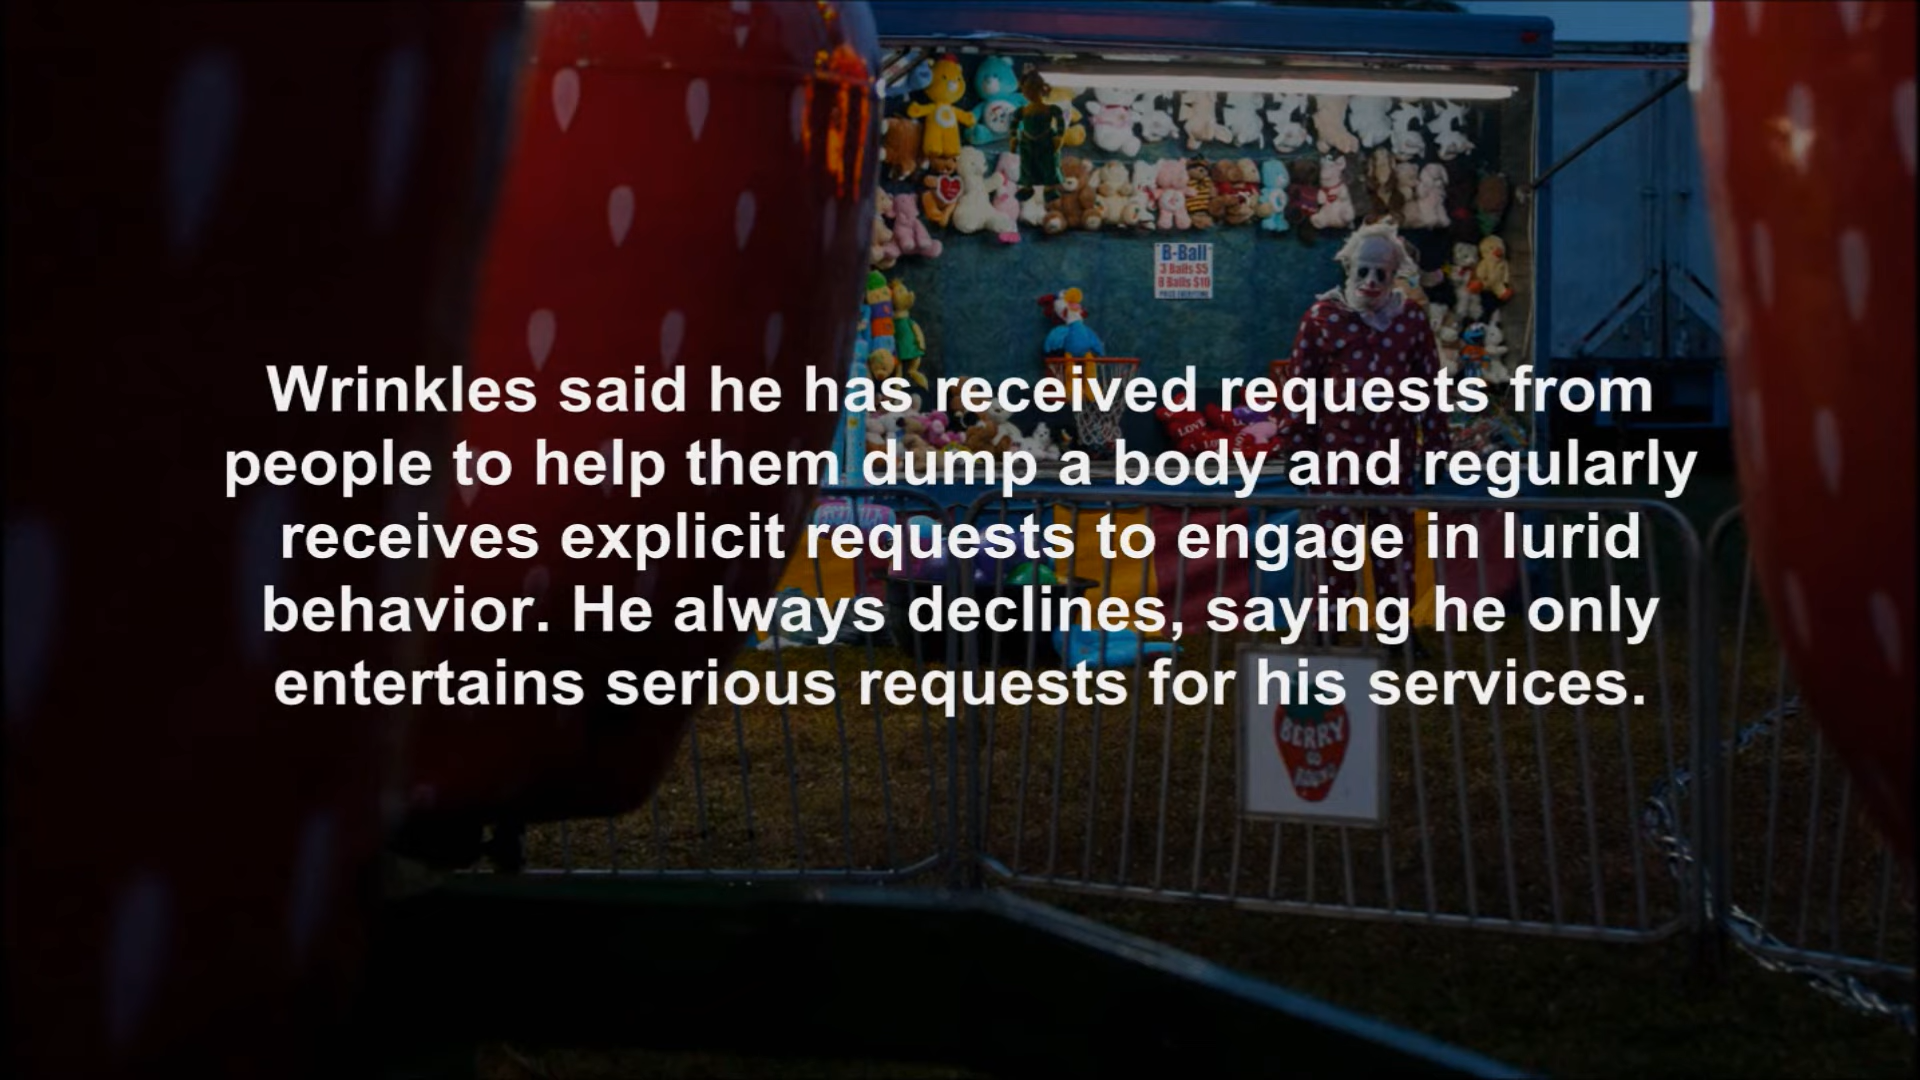 B-Ball
3 Balls $5
8 Balls $10
Wrinkles said he has received requests from
people to help them dump a body and regularly
receives explicit requests to engage in lurid
behavior. He always declines, saying he only
entertains serious requests for his services.
BERRY
GO